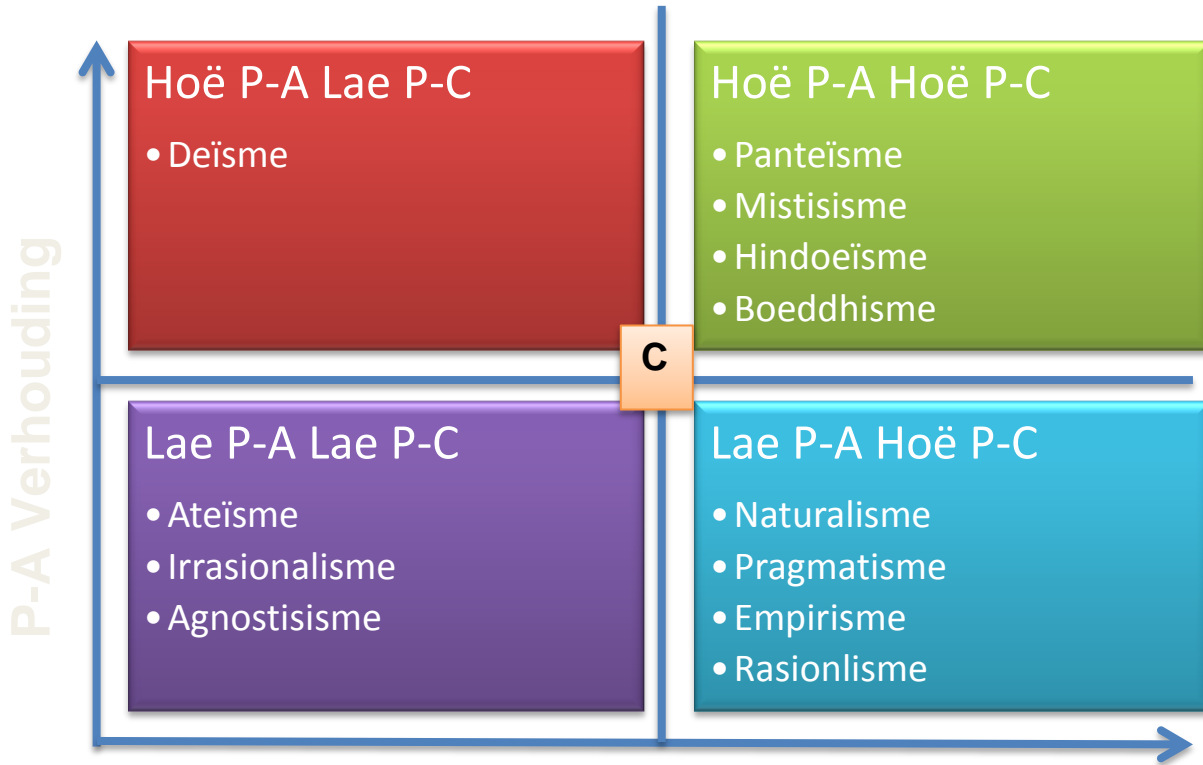 P-A Verhouding
Hoë P-A Lae P-C
• Deïsme
Hoë P-A Hoë P-C
• Panteïsme
• Mistisisme
• Hindoeïsme
• Boeddhisme
C
Lae P-A Lae P-C
• Ateïsme
• Irrasionalisme
• Agnostisisme
Lae P-A Hoë P-C
• Naturalisme
• Pragmatisme
• Empirisme
• Rasionlisme